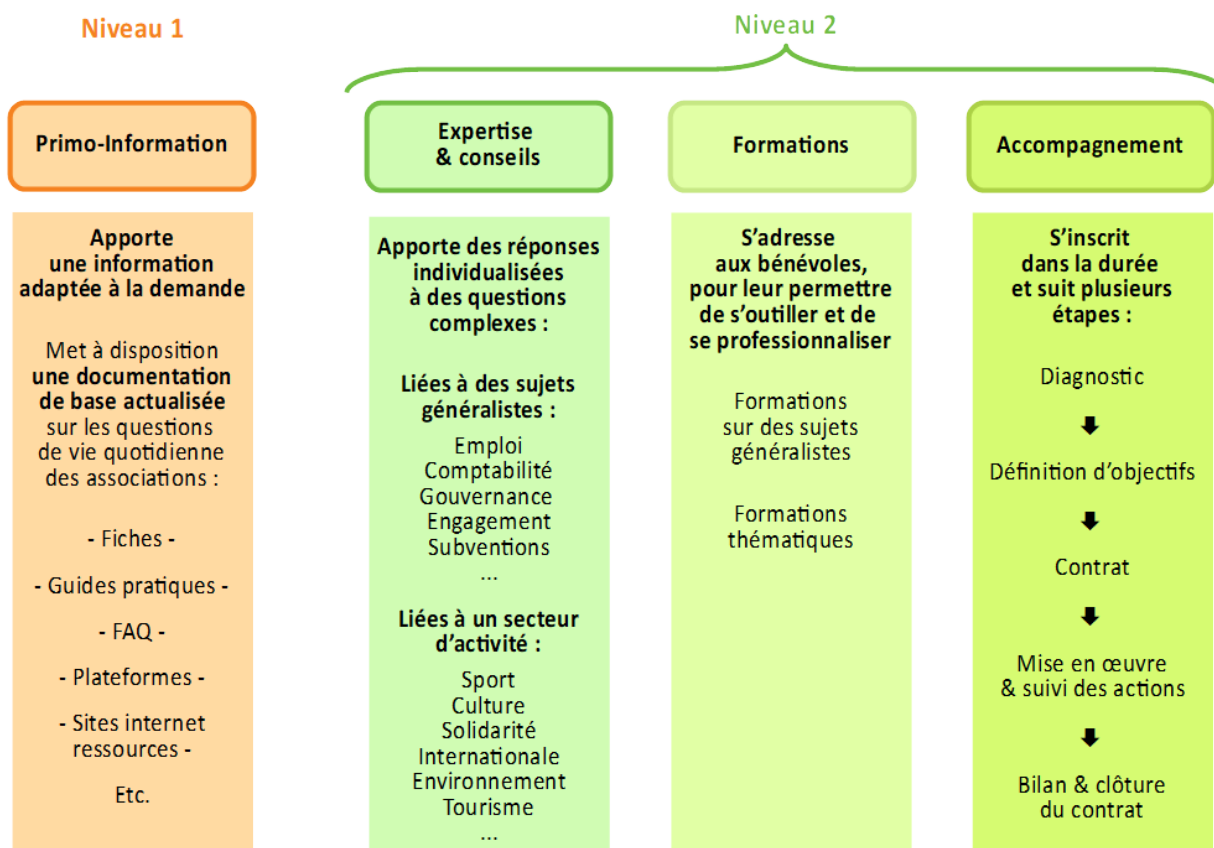 Niveau 1
Niveau 2
Primo-Information
Apporte
une information
adaptée à la demande
Met à disposition
une documentation
de base actualisée
sur les questions
de vie quotidienne
des associations :
- Fiches -
- Guides pratiques -
- FAQ -
- Plateformes -
- Sites internet
ressources -
Etc.
Expertise
& conseils
Apporte des réponses
individualisées
à des questions
complexes :
Liées à des sujets
généralistes :
Emploi
Comptabilité
Gouvernance
Engagement
Subventions
...
Liées à un secteur
d'activité :
Sport
Culture
Solidarité
Internationale
Environnement
Tourisme
...
Formations
S'adresse
aux bénévoles,
pour leur permettre
de s'outiller et de
se professionnaliser
Formations
sur des sujets
généralistes
Formations
thématiques
Accompagnement
S'inscrit
dans la durée
et suit plusieurs
étapes :
Diagnostic
Définition d'objectifs
Contrat
Mise en œuvre
& suivi des actions
Bilan & clôture
du contrat